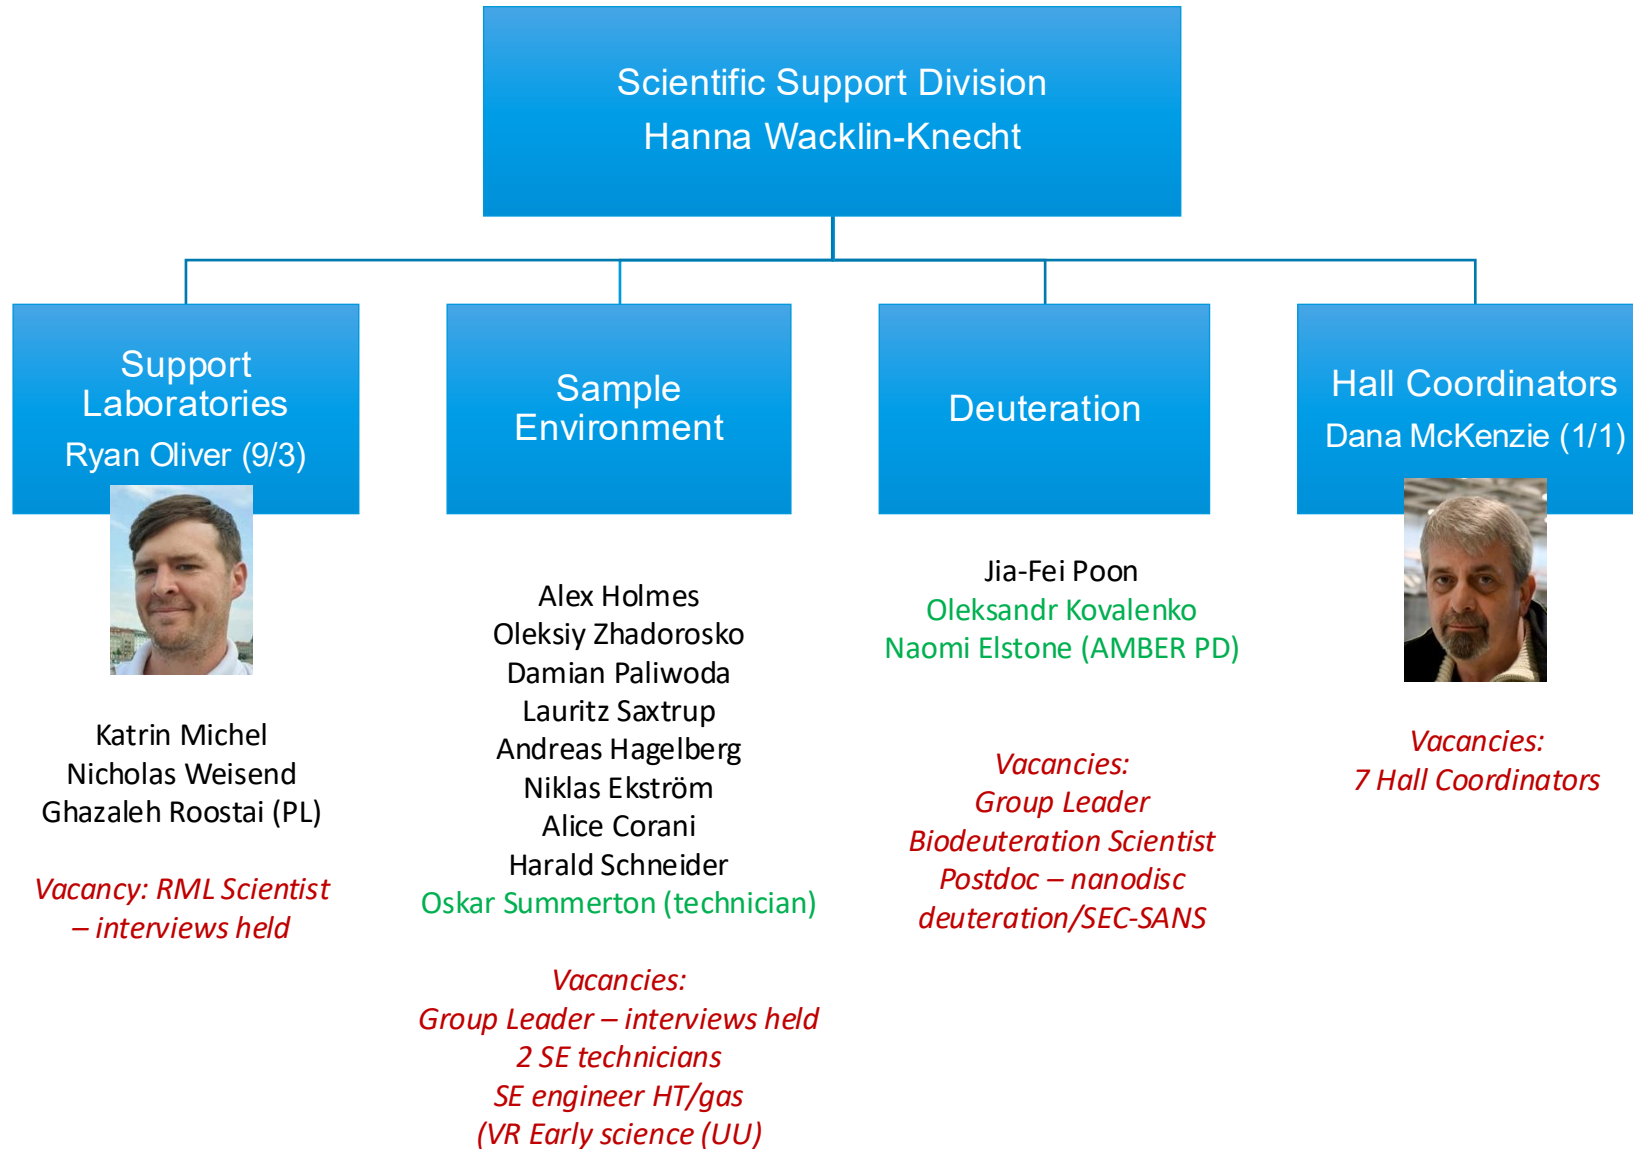 Scientific Support Division
Hanna Wacklin-Knecht
Support
Laboratories
Ryan Oliver (9/3)
Katrin Michel
Nicholas Weisend
Ghazaleh Roostai (PL)
Vacancy: RML Scientist
– interviews held
Sample
Environment
Alex Holmes
Oleksiy Zhadorosko
Damian Paliwoda
Lauritz Saxtrup
Andreas Hagelberg
Niklas Ekström
Alice Corani
Harald Schneider
Oskar Summerton (technician)
Vacancies:
Group Leader – interviews held
2 SE technicians
SE engineer HT/gas
(VR Early science (UU)
Deuteration
Jia-Fei Poon
Oleksandr Kovalenko
Naomi Elstone (AMBER PD)
Vacancies:
Group Leader
Biodeuteration Scientist
Postdoc – nanodisc
deuteration/SEC-SANS
Hall Coordinators
Dana McKenzie (1/1)
Vacancies:
7 Hall Coordinators